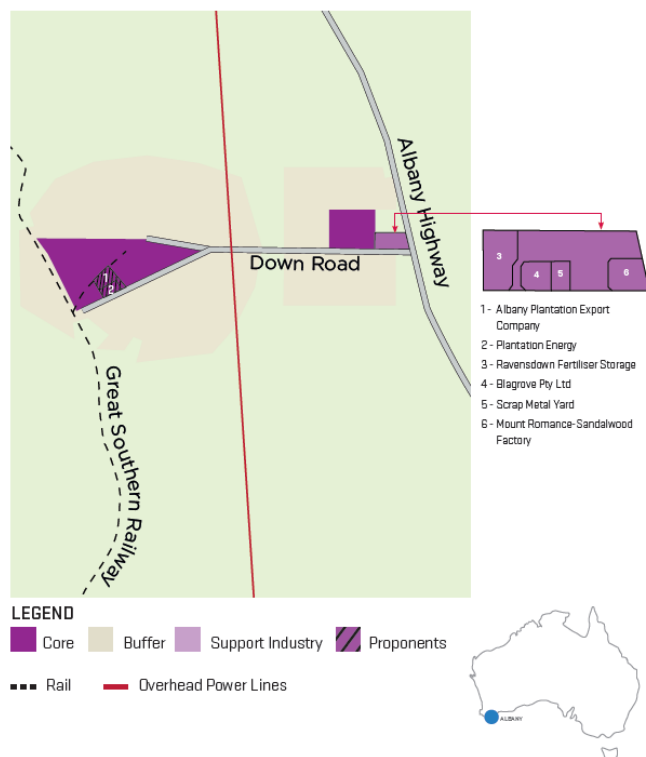 Albany Highway
Down Road
Great Southern Railway
1
2
3
4
5
6
1 - Albany Plantation Export
Company
2 - Plantation Energy
3 - Ravensdown Fertiliser Storage
4 - Blagrove Pty Ltd
5 - Scrap Metal Yard
6 - Mount Romance-Sandalwood
Factory
LEGEND
Core
Buffer
Support Industry
Proponents
Rail
Overhead Power Lines
ALBANY